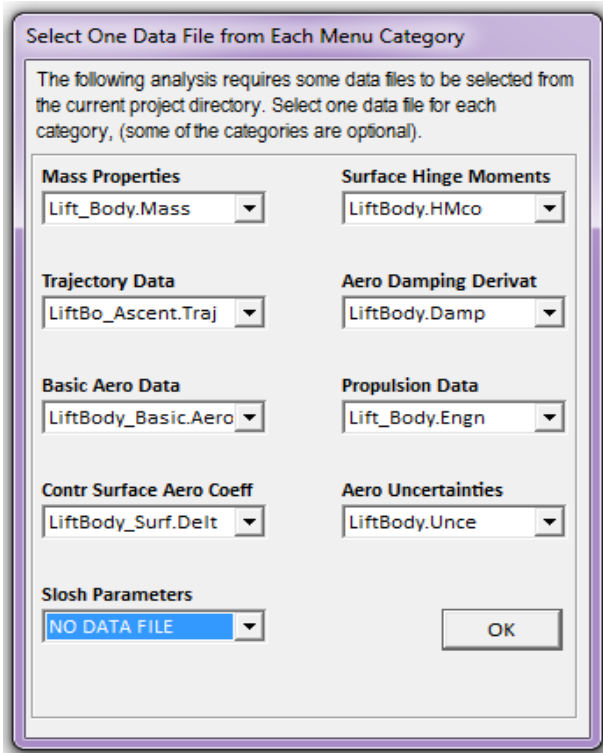 Select One Data File from Each Menu Category
The following analysis requires some data files to be selected from
the current project directory. Select one data file for each
category, (some of the categories are optional).
Mass Properties
Lift_Body.Mass
Surface Hinge Moments
LiftBody.HMco
Trajectory Data
LiftBo_Ascent.Traj
Aero Damping Derivat
LiftBody.Damp
Basic Aero Data
LiftBody_Basic.Aero
Propulsion Data
Lift_Body.Engn
Contr Surface Aero Coeff
LiftBody_Surf.Delt
Aero Uncertainties
LiftBody.Unce
Slosh Parameters
NO DATA FILE
OK